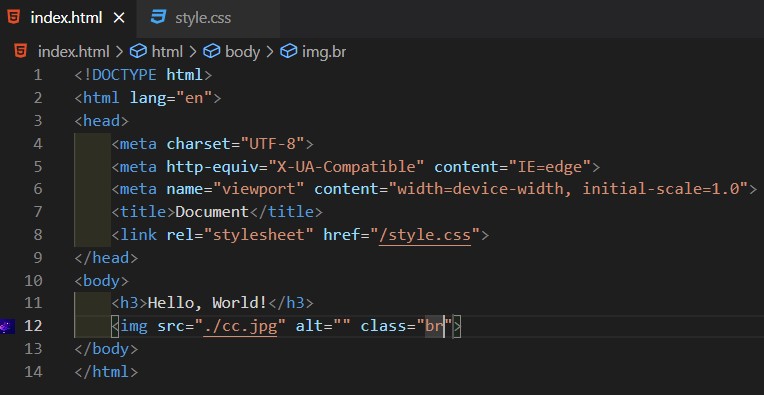 index.html
style.css
index.html > html > body > img.br
1 <!DOCTYPE html>
2 <html lang="en">
3 <head>
4 <meta charset="UTF-8">
5 <meta http-equiv="X-UA-Compatible" content="IE=edge">
6 <meta name="viewport" content="width=device-width, initial-scale=1.0">
7 <title>Document</title>
8 <link rel="stylesheet" href="/style.css">
9 </head>
10 <body>
11 <h3>Hello, World!</h3>
12 <img src="./cc.jpg" alt="" class="br">
13 </body>
14 </html>